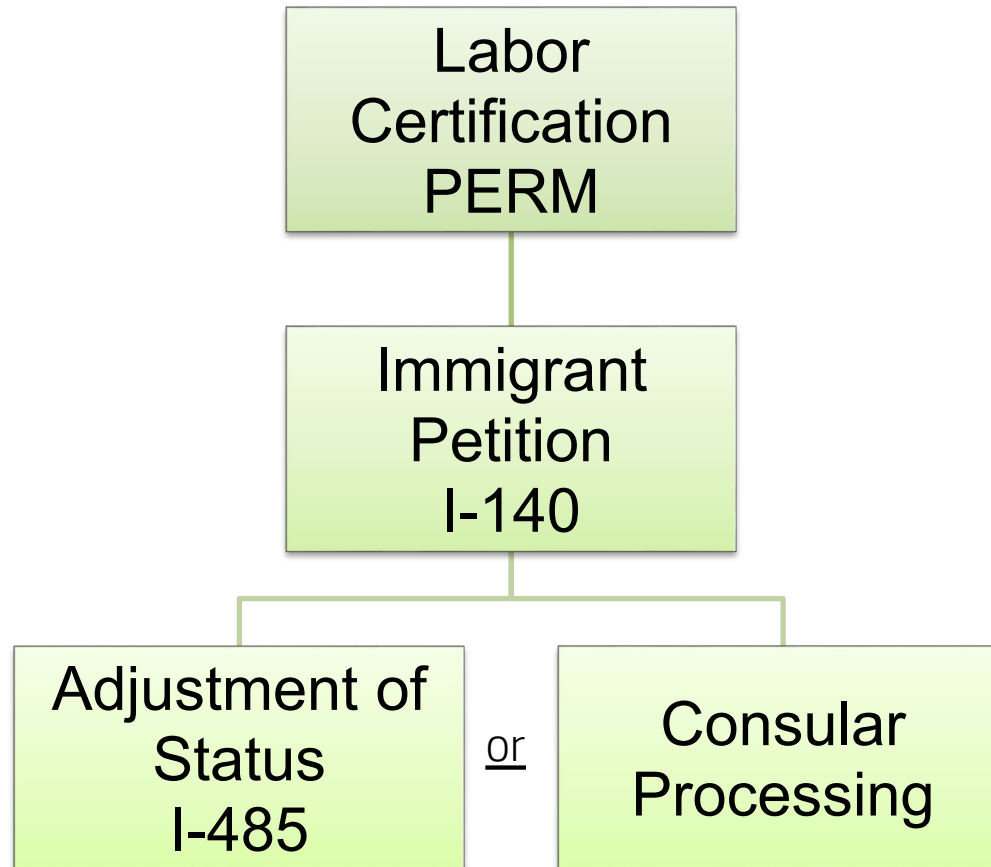 Labor
Certification
PERM
Immigrant
Petition
I-140
Adjustment of
Status
I-485
or
Consular
Processing